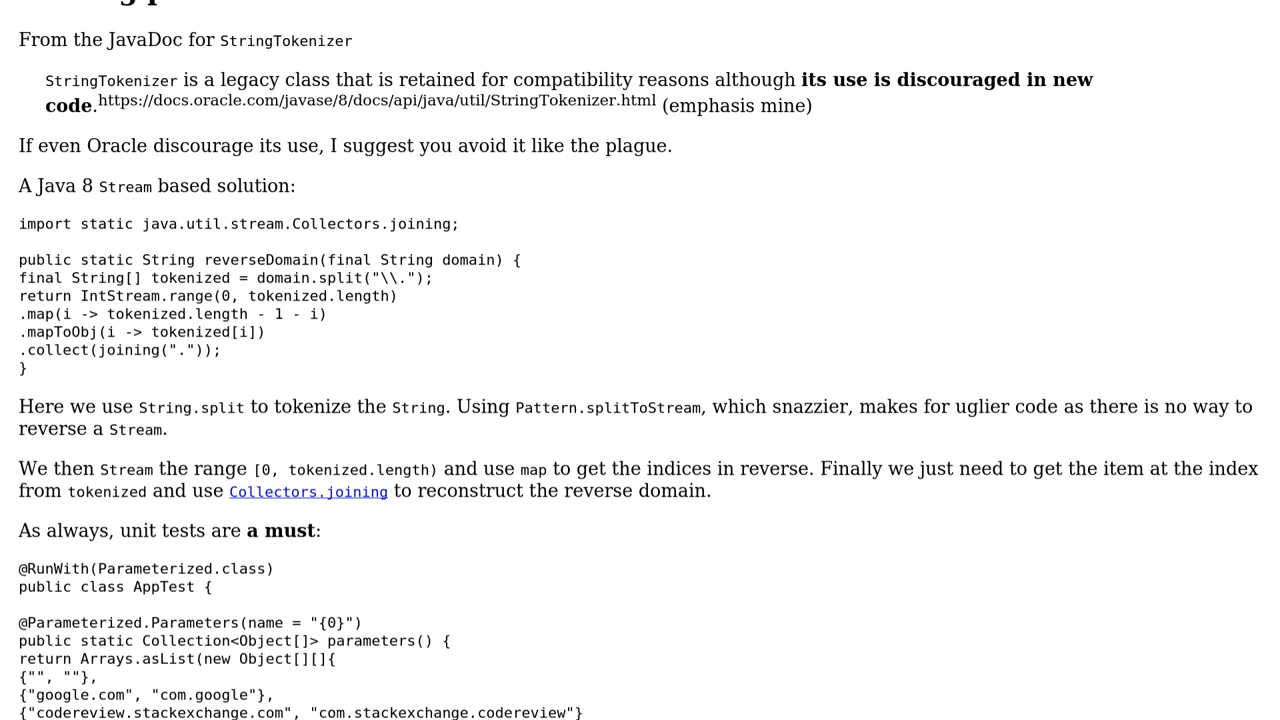 From the JavaDoc for StringTokenizer
StringTokenizer is a legacy class that is retained for compatibility reasons although its use is discouraged in new
code.https://docs.oracle.com/javase/8/docs/api/java/util/StringTokenizer.html (emphasis mine)
If even Oracle discourage its use, I suggest you avoid it like the plague.
A Java 8 Stream based solution:
import static java.util.stream.Collectors.joining;
public static String reverseDomain(final String domain) {
final String[] tokenized = domain.split("\\.");
return IntStream.range(0, tokenized.length)
.map(i -> tokenized.length - 1 - i)
.mapToObj(i -> tokenized[i])
.collect(joining("."));
}
Here we use String.split to tokenize the String. Using Pattern.splitToStream, which snazzier, makes for uglier code as there is no way to
reverse a Stream.
We then Stream the range [0, tokenized.length) and use map to get the indices in reverse. Finally we just need to get the item at the index
from tokenized and use Collectors.joining to reconstruct the reverse domain.
As always, unit tests are a must:
@RunWith(Parameterized.class)
public class AppTest {
@Parameterized.Parameters(name = "{0}")
public static Collection<Object[]> parameters() {
return Arrays.asList(new Object[][]{
{"", ""},
{"google.com", "com.google"},
{"codereview.stackexchange.com", "com.stackexchange.codereview"}